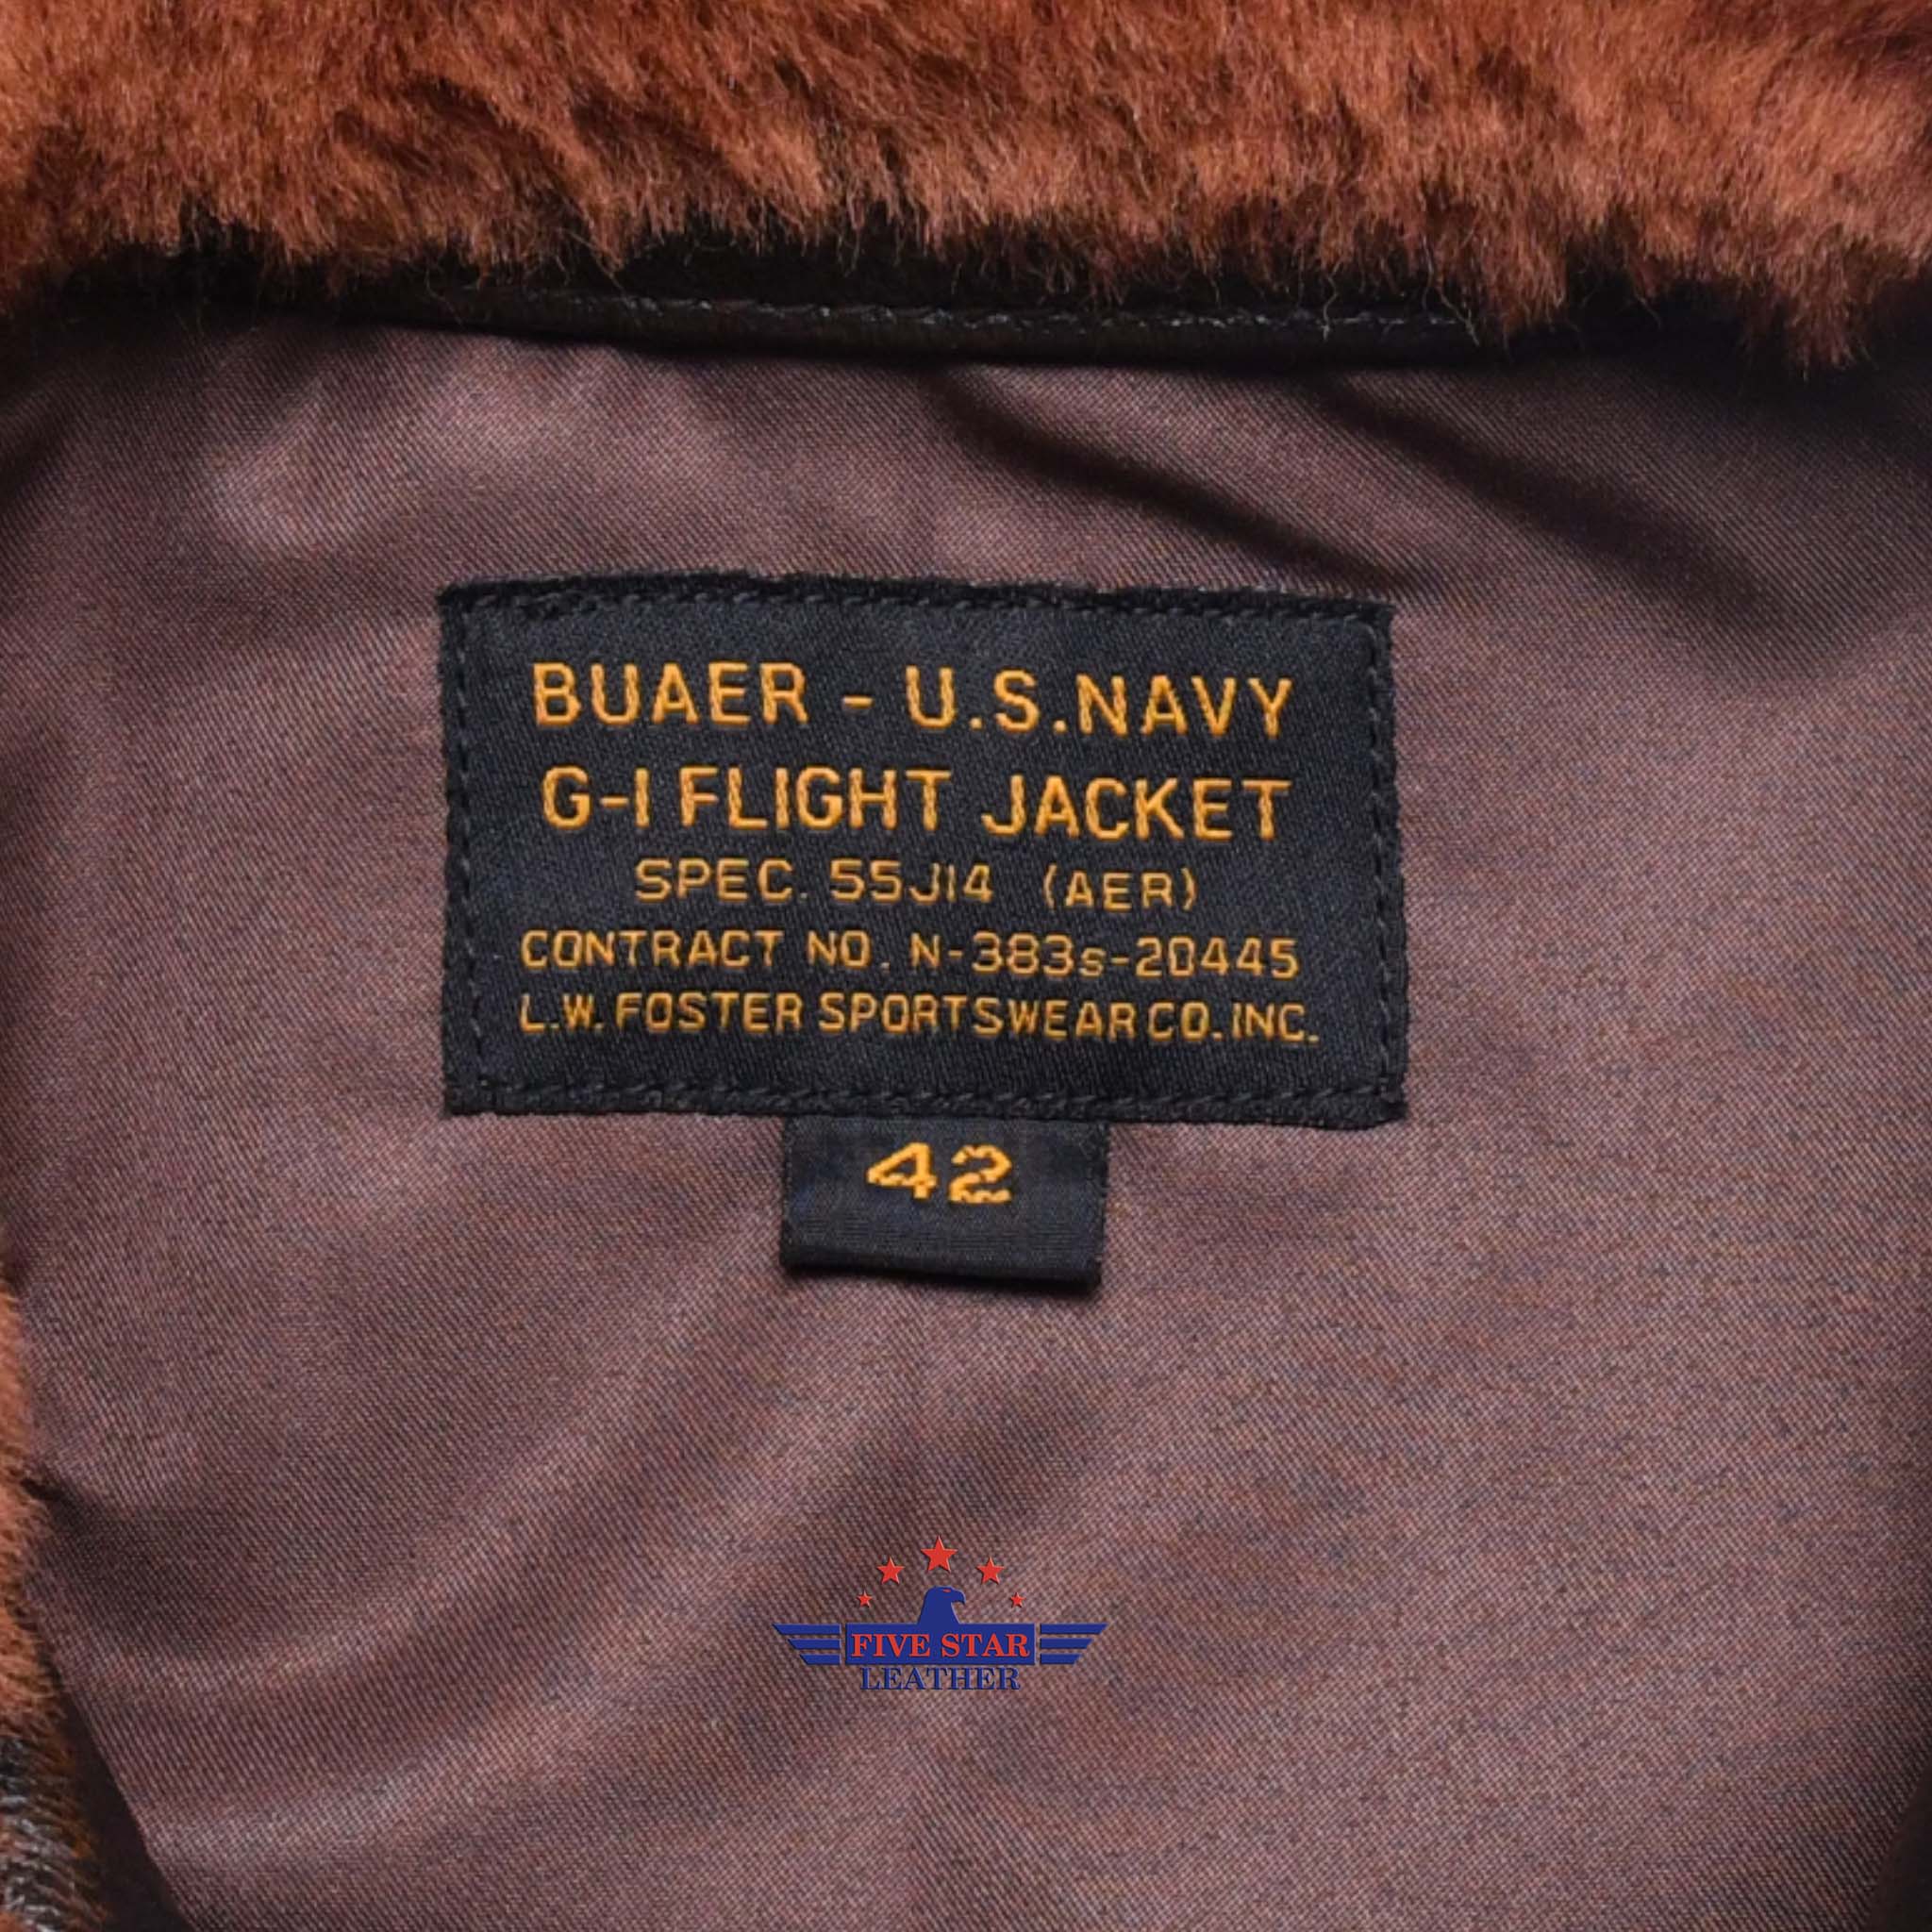 BUAER - U.S.NAVY
G-1 FLIGHT JACKET
SPEC. 55J14 (AER)
CONTRACT NO. N-383s-20445
L.W. FOSTER SPORTSWEAR CO. INC.
42
FIVE STAR
LEATHER